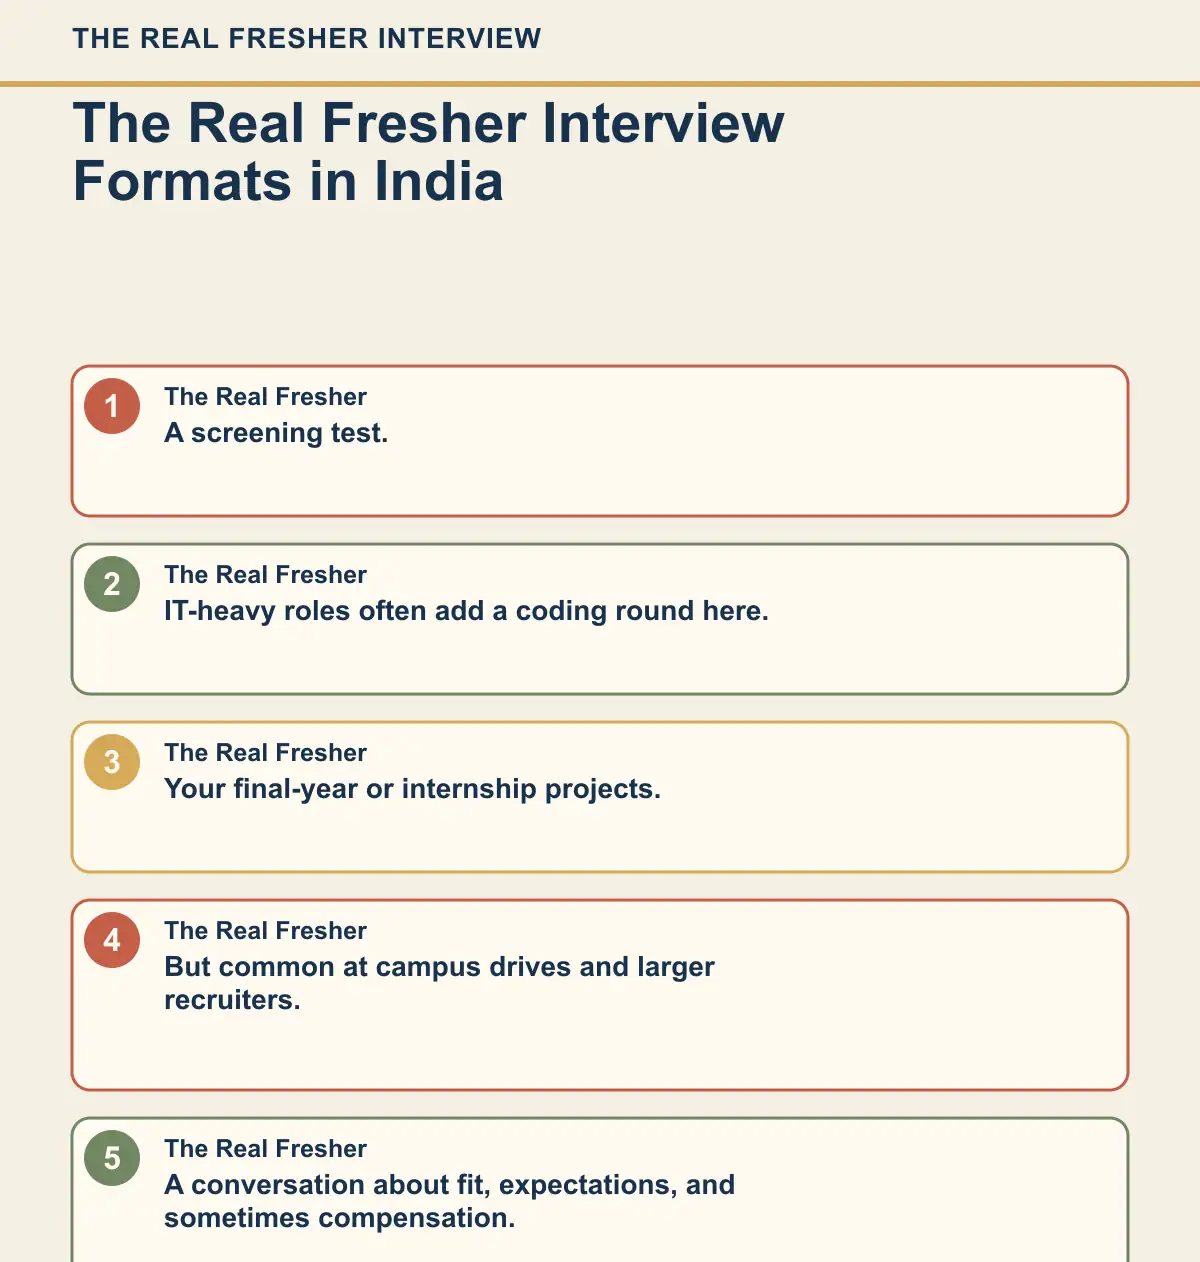 THE REAL FRESHER INTERVIEW
The Real Fresher Interview
Formats in India
1
The Real Fresher
A screening test.
2
The Real Fresher
IT-heavy roles often add a coding round here.
3
The Real Fresher
Your final-year or internship projects.
4
The Real Fresher
But common at campus drives and larger
recruiters.
5
The Real Fresher
A conversation about fit, expectations, and
sometimes compensation.